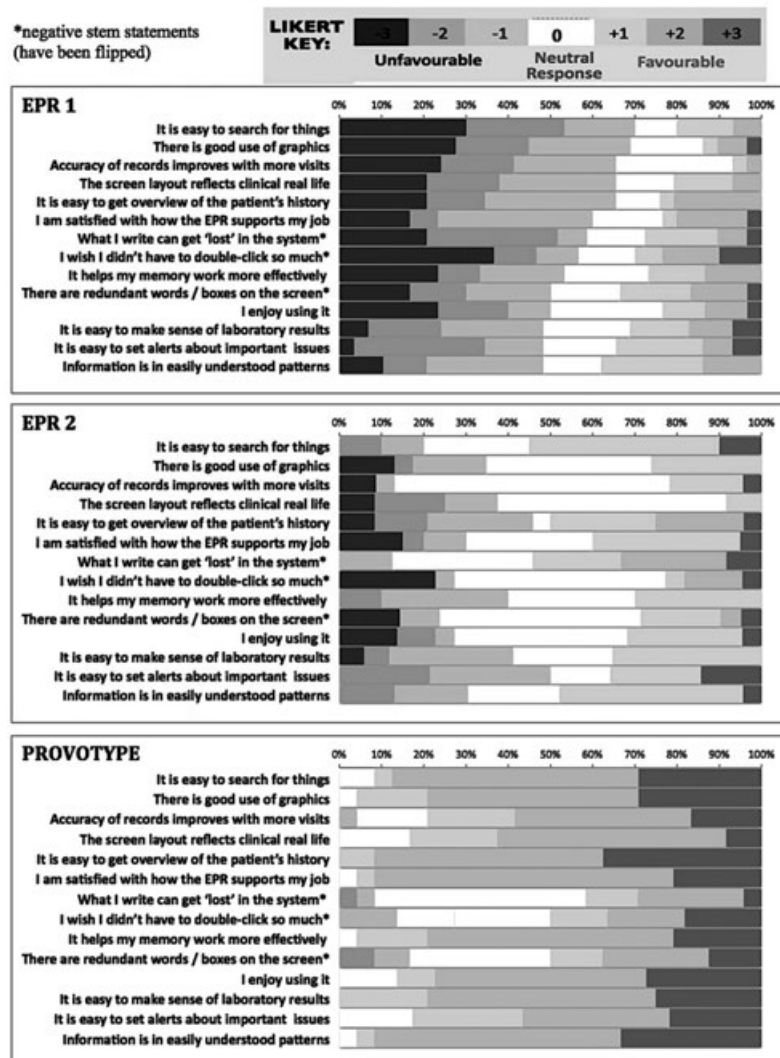 *negative stem statements
(have been flipped)
LIKERT KEY: -3 -2 -1 0 +1 +2 +3
Unfavourable Neutral Response Favourable
EPR 1
0% 10% 20% 30% 40% 50% 60% 70% 80% 90% 100%
It is easy to search for things
There is good use of graphics
Accuracy of records improves with more visits
The screen layout reflects clinical real life
It is easy to get overview of the patient's history
I am satisfied with how the EPR supports my job
What I write can get 'lost' in the system*
I wish I didn't have to double-click so much*
It helps my memory work more effectively
There are redundant words / boxes on the screen*
I enjoy using it
It is easy to make sense of laboratory results
It is easy to set alerts about important issues
Information is in easily understood patterns
EPR 2
0% 10% 20% 30% 40% 50% 60% 70% 80% 90% 100%
It is easy to search for things
There is good use of graphics
Accuracy of records improves with more visits
The screen layout reflects clinical real life
It is easy to get overview of the patient's history
I am satisfied with how the EPR supports my job
What I write can get 'lost' in the system*
I wish I didn't have to double-click so much*
It helps my memory work more effectively
There are redundant words / boxes on the screen*
I enjoy using it
It is easy to make sense of laboratory results
It is easy to set alerts about important issues
Information is in easily understood patterns
PROVOTYPE
0% 10% 20% 30% 40% 50% 60% 70% 80% 90% 100%
It is easy to search for things
There is good use of graphics
Accuracy of records improves with more visits
The screen layout reflects clinical real life
It is easy to get overview of the patient's history
I am satisfied with how the EPR supports my job
What I write can get 'lost' in the system*
I wish I didn't have to double-click so much*
It helps my memory work more effectively
There are redundant words / boxes on the screen*
I enjoy using it
It is easy to make sense of laboratory results
It is easy to set alerts about important issues
Information is in easily understood patterns